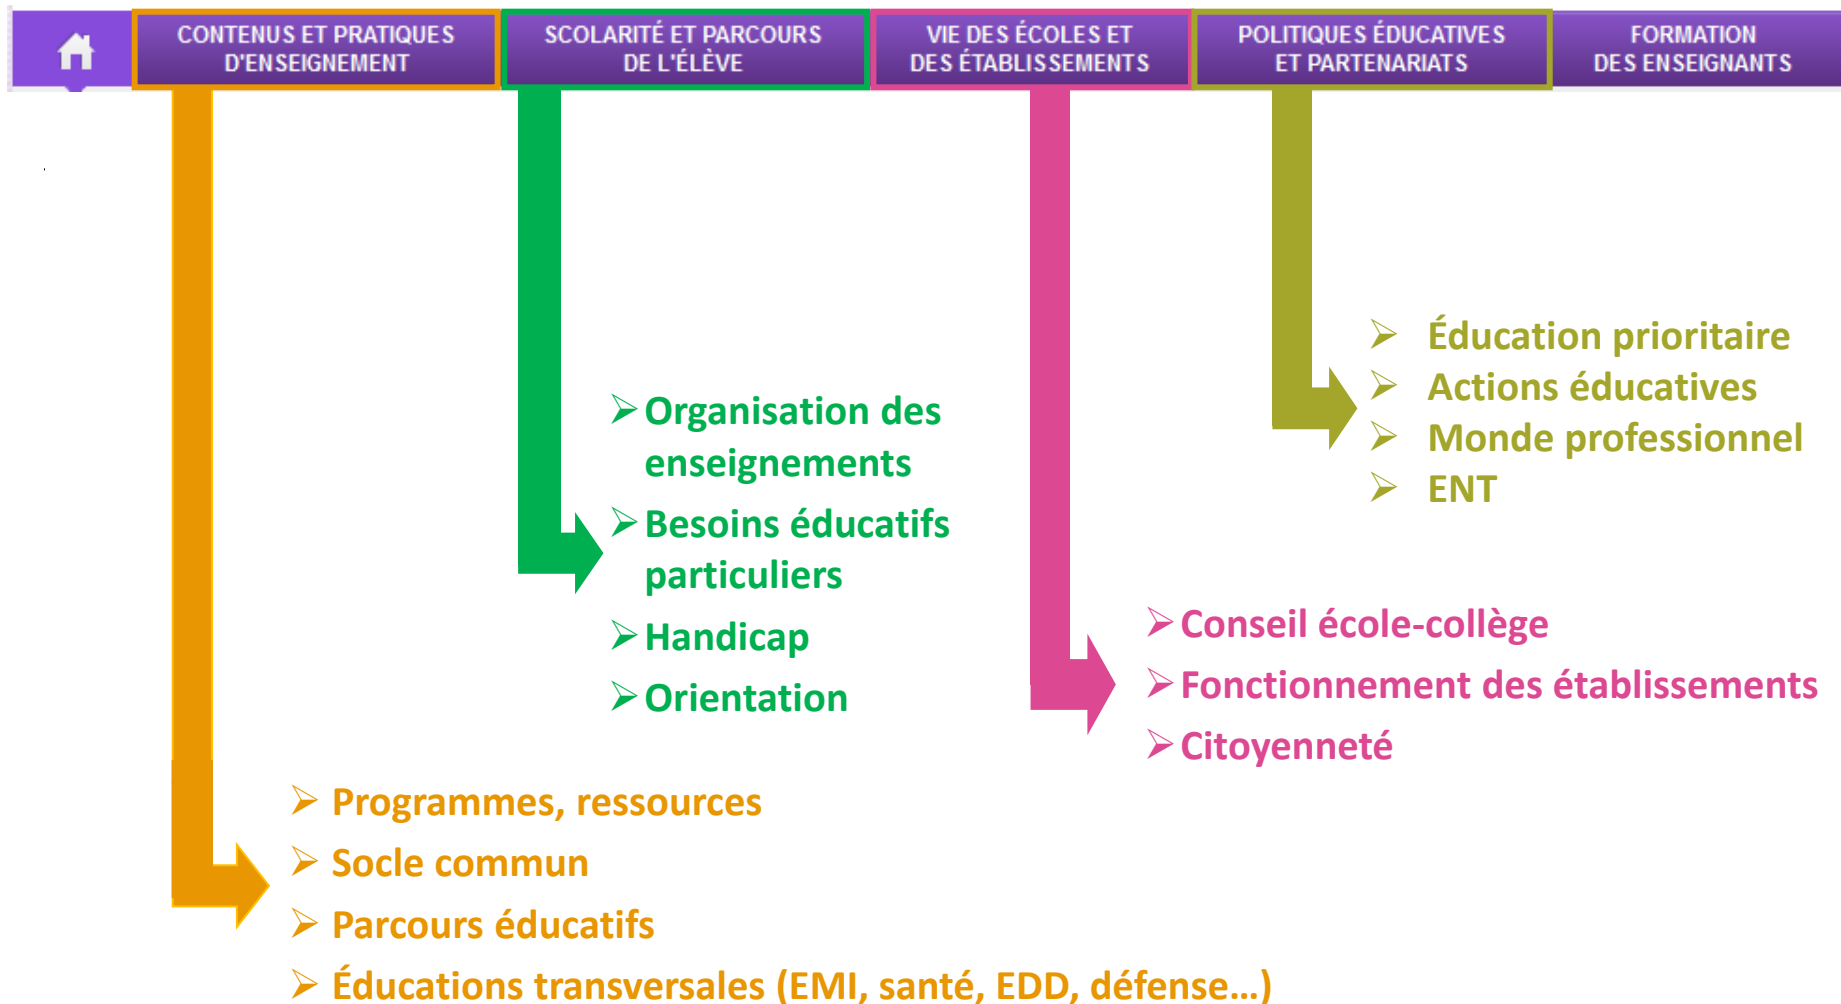 CONTENUS ET PRATIQUES
D'ENSEIGNEMENT
SCOLARITÉ ET PARCOURS
DE L'ÉLÈVE
VIE DES ÉCOLES ET
DES ÉTABLISSEMENTS
POLITIQUES ÉDUCATIVES
ET PARTENARIATS
FORMATION
DES ENSEIGNANTS
Éducation prioritaire
Actions éducatives
Monde professionnel
ENT
Organisation des
enseignements
Besoins éducatifs
particuliers
Handicap
Orientation
Conseil école-collège
Fonctionnement des établissements
Citoyenneté
Programmes, ressources
Socle commun
Parcours éducatifs
Éducations transversales (EMI, santé, EDD, défense…)